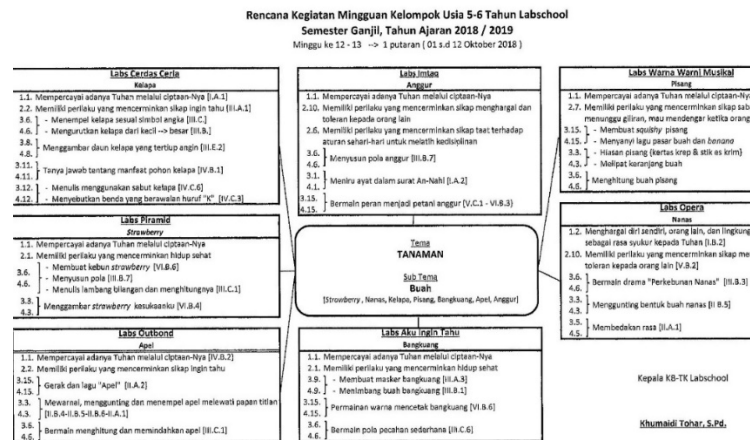 Rencana Kegiatan Mingguan Kelompok Usia 5-6 Tahun Labschool
Semester Ganjil, Tahun Ajaran 2018 / 2019
Minggu ke 12 - 13 --> 1 putaran ( 01 s.d 12 Oktober 2018 )
Labs Cerdas Ceria
Kelapa
1.1. Mempercayai adanya Tuhan melalui ciptaan-Nya [I.A.1]
2.2. Memiliki perilaku yang mencerminkan sikap ingin tahu [III.A.1]
3.6. - Menempel kelapa sesuai simbol angka [III.C.]
4.6. - Mengurutkan kelapa dari kecil -> besar [III.B.]
3.8. Menggambar daun kelapa yang tertiup angin [III.E.2]
4.8.
3.11. Tanya jawab tentang manfaat pohon kelapa [IV.B.1]
4.11.
3.12. - Menulis menggunakan sabut kelapa [IV.C.6]
4.12. - Menyebutkan benda yang berawalan huruf "K" [IV.C.3]
Labs Imtaq
Anggur
1.1. Mempercayai adanya Tuhan melalui ciptaan-Nya
2.10. Memiliki perilaku yang mencerminkan sikap menghargai dan
toleran kepada orang lain
2.6. Memiliki perilaku yang mencerminkan sikap taat terhadap
aturan sehari-hari untuk melatih kedisiplinan
3.6. Menyusun pola anggur [III.B.7]
4.6.
3.1. Meniru ayat dalam surat An-Nahl [I.A.2]
4.1.
3.15. Bermain peran menjadi petani anggur [V.C.1 - VI.B.3]
4.15.
Labs Warna Warni Musikal
Pisang
1.1. Mempercayai adanya Tuhan melalui ciptaan-Nya
2.7. Memiliki perilaku yang mencerminkan sikap sab
menunggu giliran, mau mendengar ketika orang
3.15. - Membuat squishy pisang
4.15. - Menyanyi lagu pasar buah dan banana
3.3. - Hiasan pisang (kertas krep & stik es krim)
4.3. - Melipat keranjang buah
3.6. Menghitung buah pisang
4.6.
Labs Piramid
Strawberry
1.1. Mempercayai adanya Tuhan melalui ciptaan-Nya
2.1. Memiliki perilaku yang mencerminkan hidup sehat
3.6. - Membuat kebun strawberry [VI.B.6]
4.6. - Menyusun pola [III.B.7]
- Menulis lambang bilangan dan menghitungnya [III.C.1]
3.3. Menggambar strawberry kesukaanku [VI.B.4]
4.3.
Tema
TANAMAN
Sub Tema
Buah
[Strawberry, Nanas, Kelapa, Pisang, Bengkuang, Apel, Anggur]
Labs Opera
Nanas
1.2. Menghargai diri sendiri, orang lain, dan lingkung
sebagai rasa syukur kepada Tuhan [I.B.2]
2.10. Memiliki perilaku yang mencerminkan sikap me
toleran kepada orang lain [V.B.2]
3.6. Bermain drama "Perkebunan Nanas" [III.B.3]
4.6.
3.3. Menggunting bentuk buah nanas [II B.5]
4.3.
3.5. Membedakan rasa [II.A.1]
4.5.
Labs Outbond
Apel
1.1. Mempercayai adanya Tuhan melalui ciptaan-Nya [IV.B.2]
2.2. Memiliki perilaku yang mencerminkan sikap ingin tahu
3.15. Gerak dan lagu "Apel" [II.A.2]
4.15.
3.3. Mewarnai, menggunting dan menempel apel melewati papan titian
4.3. [II.B.4-II.B.5-II.B.6-II.A.1]
3.6. Bermain menghitung dan memindahkan apel [III.C.1]
4.6.
Labs Aku Ingin Tahu
Bangkuang
1.1. Mempercayai adanya Tuhan melalui ciptaan-Nya
2.1. Memiliki perilaku yang mencerminkan hidup sehat
3.9. - Membuat masker bangkuang [III.A.3]
4.9. - Menimbang buah bangkuang [III.B.1]
3.15. Permainan warna mencetak bangkuang [VI.B.6]
4.15.
3.6. Bermain pola pecahan sederhana [III.C.6]
4.6.
Kepala KB-TK Labschool
Khumaidi Tohar, S.Pd.